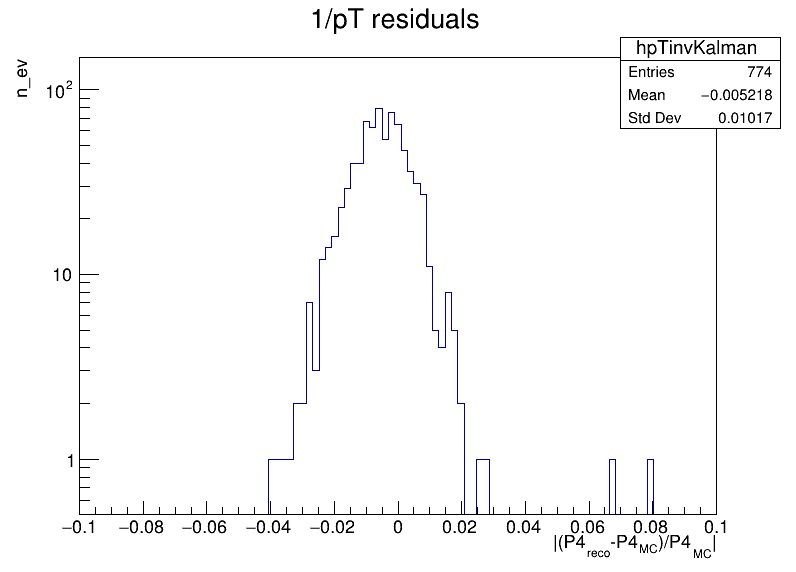 1/pT residuals
hpTinvKalman
Entries 774
Mean −0.005218
Std Dev 0.01017
n_ev
10²
10
1
−0.1 −0.08 −0.06 −0.04 −0.02 0 0.02 0.04 0.06 0.08 0.1
|(P4reco-P4MC)/P4MC|